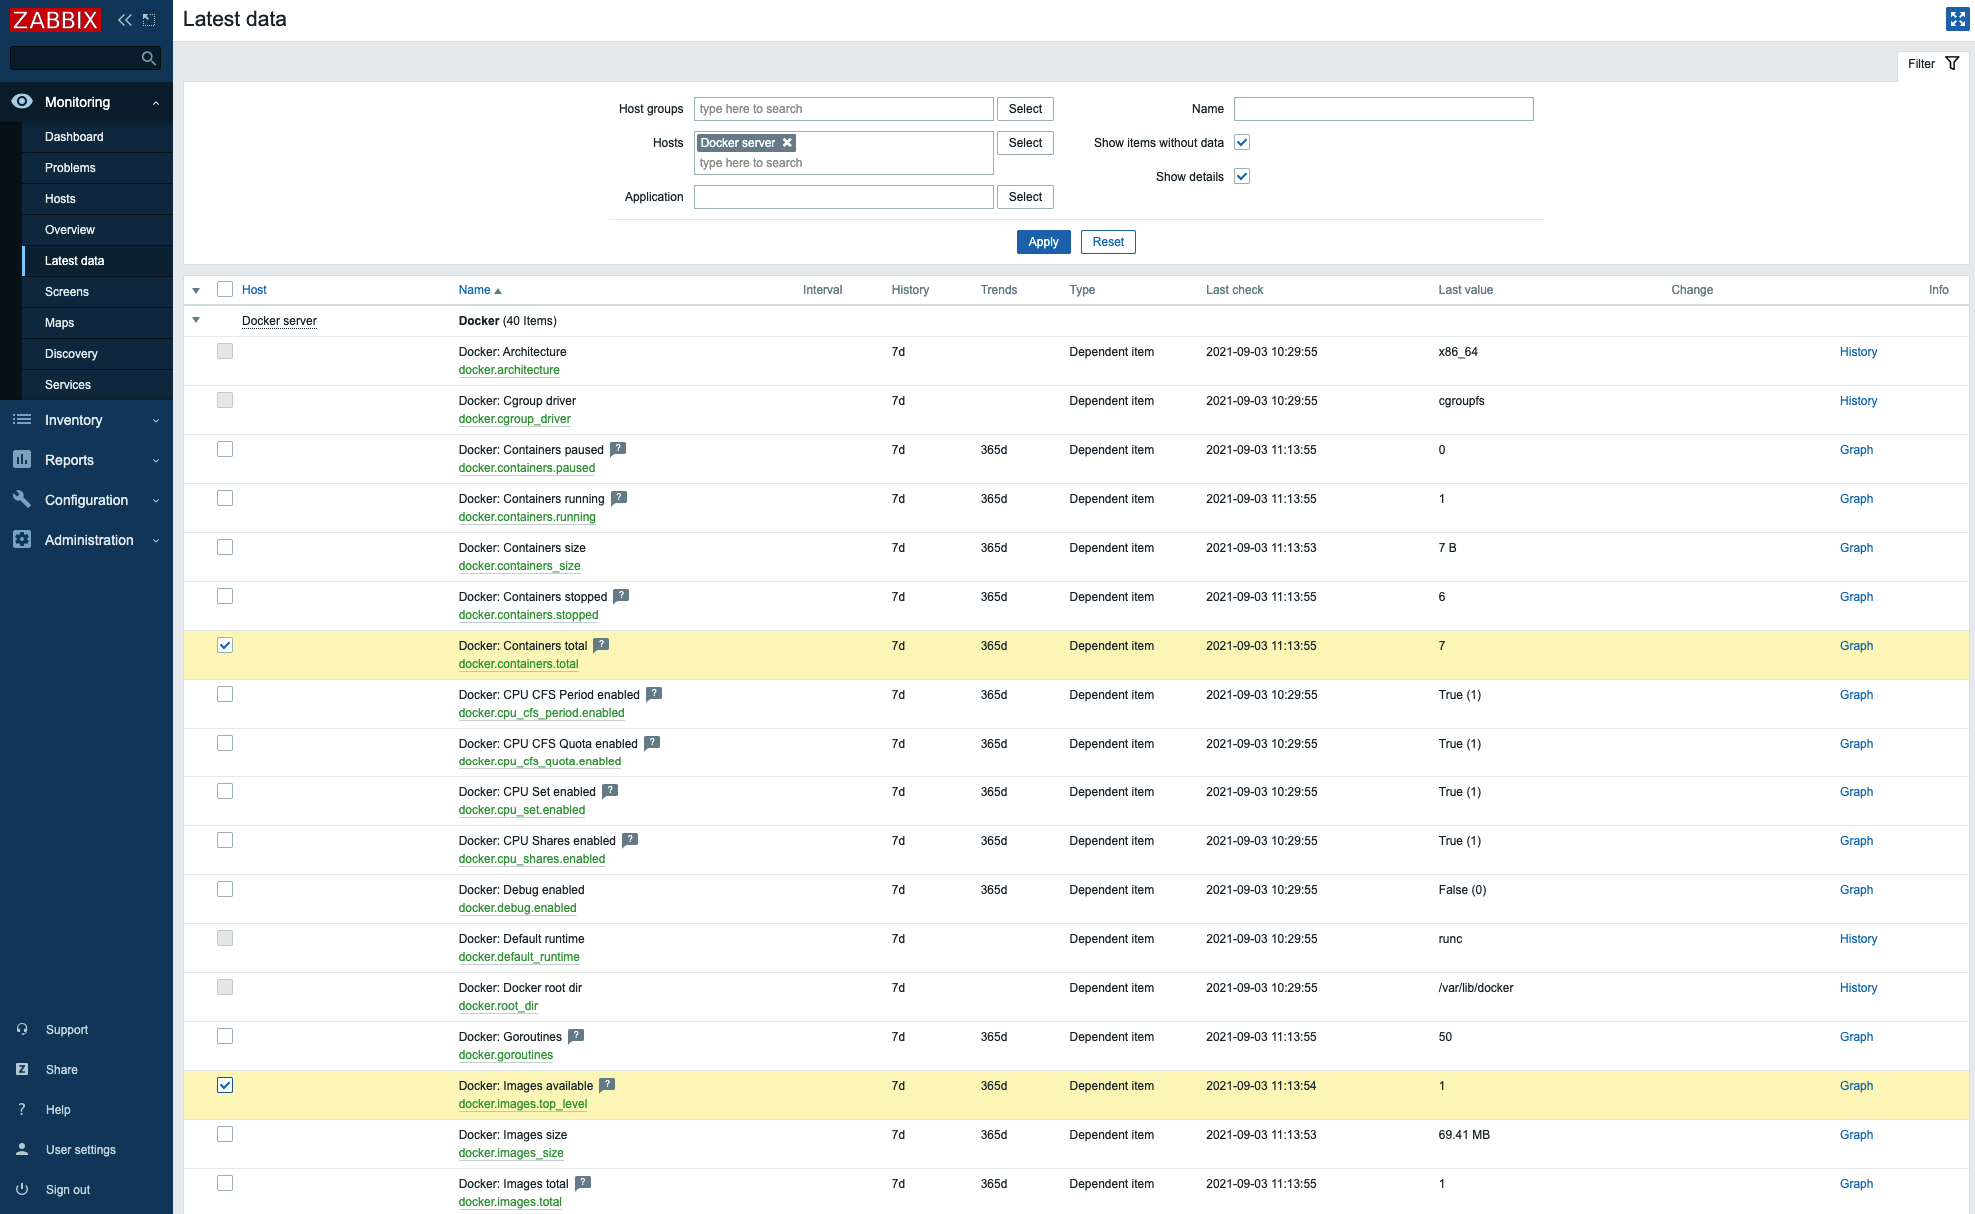 ZABBIX
Latest data
Filter
Monitoring
Dashboard
Problems
Hosts
Overview
Latest data
Screens
Maps
Discovery
Services
Inventory
Reports
Configuration
Administration
Support
Share
Help
User settings
Sign out
Host groups type here to search Select
Name
Hosts Docker server Select
type here to search
Show items without data
Show details
Application Select
Apply Reset
Host Name Interval History Trends Type Last check Last value Change Info
Docker server Docker (40 Items)
Docker: Architecture 7d Dependent item 2021-09-03 10:29:55 x86_64 History
docker.architecture
Docker: Cgroup driver 7d Dependent item 2021-09-03 10:29:55 cgroupfs History
docker.cgroup_driver
Docker: Containers paused ? 7d 365d Dependent item 2021-09-03 11:13:55 0 Graph
docker.containers.paused
Docker: Containers running ? 7d 365d Dependent item 2021-09-03 11:13:55 1 Graph
docker.containers.running
Docker: Containers size 7d 365d Dependent item 2021-09-03 11:13:53 7 B Graph
docker.containers_size
Docker: Containers stopped ? 7d 365d Dependent item 2021-09-03 11:13:55 6 Graph
docker.containers.stopped
Docker: Containers total ? 7d 365d Dependent item 2021-09-03 11:13:55 7 Graph
docker.containers.total
Docker: CPU CFS Period enabled ? 7d 365d Dependent item 2021-09-03 10:29:55 True (1) Graph
docker.cpu_cfs_period.enabled
Docker: CPU CFS Quota enabled ? 7d 365d Dependent item 2021-09-03 10:29:55 True (1) Graph
docker.cpu_cfs_quota.enabled
Docker: CPU Set enabled ? 7d 365d Dependent item 2021-09-03 10:29:55 True (1) Graph
docker.cpu_set.enabled
Docker: CPU Shares enabled ? 7d 365d Dependent item 2021-09-03 10:29:55 True (1) Graph
docker.cpu_shares.enabled
Docker: Debug enabled 7d 365d Dependent item 2021-09-03 10:29:55 False (0) Graph
docker.debug.enabled
Docker: Default runtime 7d Dependent item 2021-09-03 10:29:55 runc History
docker.default_runtime
Docker: Docker root dir 7d Dependent item 2021-09-03 10:29:55 /var/lib/docker History
docker.root_dir
Docker: Goroutines ? 7d 365d Dependent item 2021-09-03 11:13:55 50 Graph
docker.goroutines
Docker: Images available ? 7d 365d Dependent item 2021-09-03 11:13:54 1 Graph
docker.images.top_level
Docker: Images size 7d 365d Dependent item 2021-09-03 11:13:53 69.41 MB Graph
docker.images_size
Docker: Images total ? 7d 365d Dependent item 2021-09-03 11:13:55 1 Graph
docker.images.total